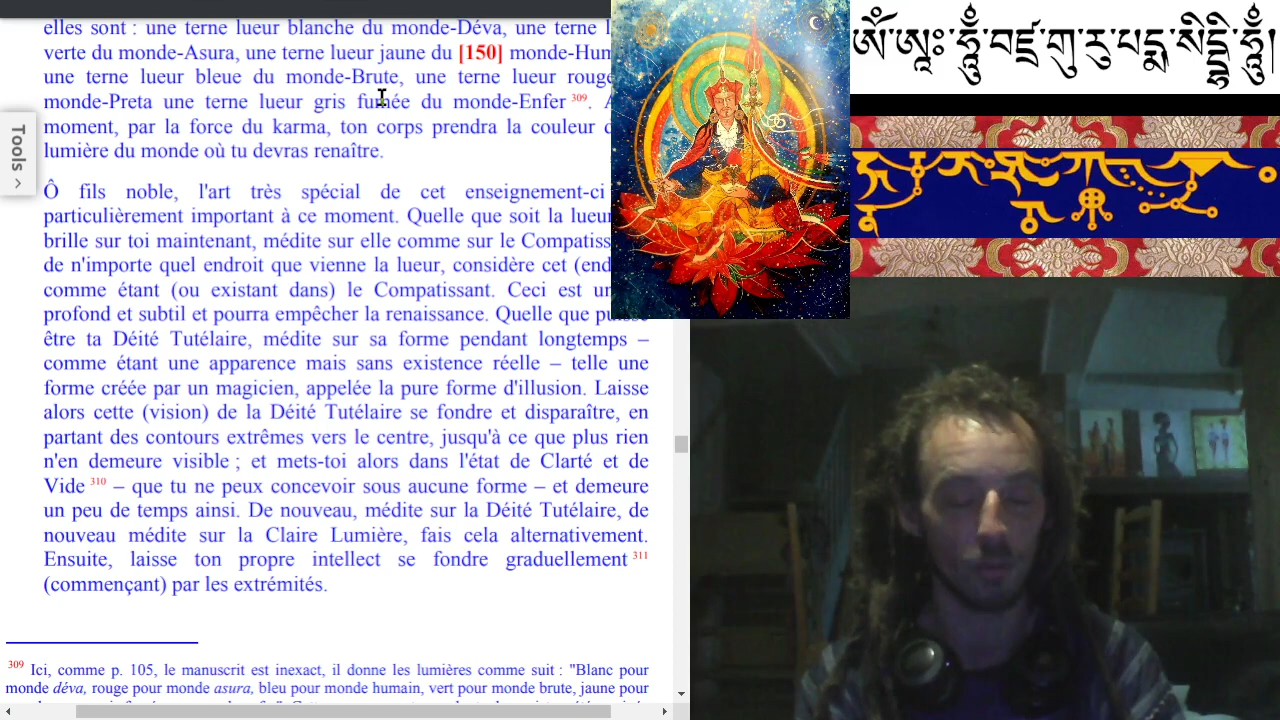 elles sont : une terne lueur blanche du monde-Déva, une terne l
verte du monde-Asura, une terne lueur jaune du [150] monde-Hum
une terne lueur bleue du monde-Brute, une terne lueur rouge
monde-Preta une terne lueur gris fumée du monde-Enfer 309. A
moment, par la force du karma, ton corps prendra la couleur d
lumière du monde où tu devras renaître.
Ô fils noble, l'art très spécial de cet enseignement-ci
particulièrement important à ce moment. Quelle que soit la lueur
brille sur toi maintenant, médite sur elle comme sur le Compatiss
de n'importe quel endroit que vienne la lueur, considère cet (end
comme étant (ou existant dans) le Compatissant. Ceci est un
profond et subtil et pourra empêcher la renaissance. Quelle que puisse
être ta Déité Tutélaire, médite sur sa forme pendant longtemps –
comme étant une apparence mais sans existence réelle – telle une
forme créée par un magicien, appelée la pure forme d'illusion. Laisse
alors cette (vision) de la Déité Tutélaire se fondre et disparaître, en
partant des contours extrêmes vers le centre, jusqu'à ce que plus rien
n'en demeure visible ; et mets-toi alors dans l'état de Clarté et de
Vide 310 – que tu ne peux concevoir sous aucune forme – et demeure
un peu de temps ainsi. De nouveau, médite sur la Déité Tutélaire, de
nouveau médite sur la Claire Lumière, fais cela alternativement.
Ensuite, laisse ton propre intellect se fondre graduellement 311
(commençant) par les extrémités.
309 Ici, comme p. 105, le manuscrit est inexact, il donne les lumières comme suit : "Blanc pour
monde déva, rouge pour monde asura, bleu pour monde humain, vert pour monde brute, jaune pour
Tools >
ༀ་ཨཱཿ་ཧཱུྃ་བཛྲ་གུ་རུ་པདྨ་སིདྡྷི་ཧཱུྃ།